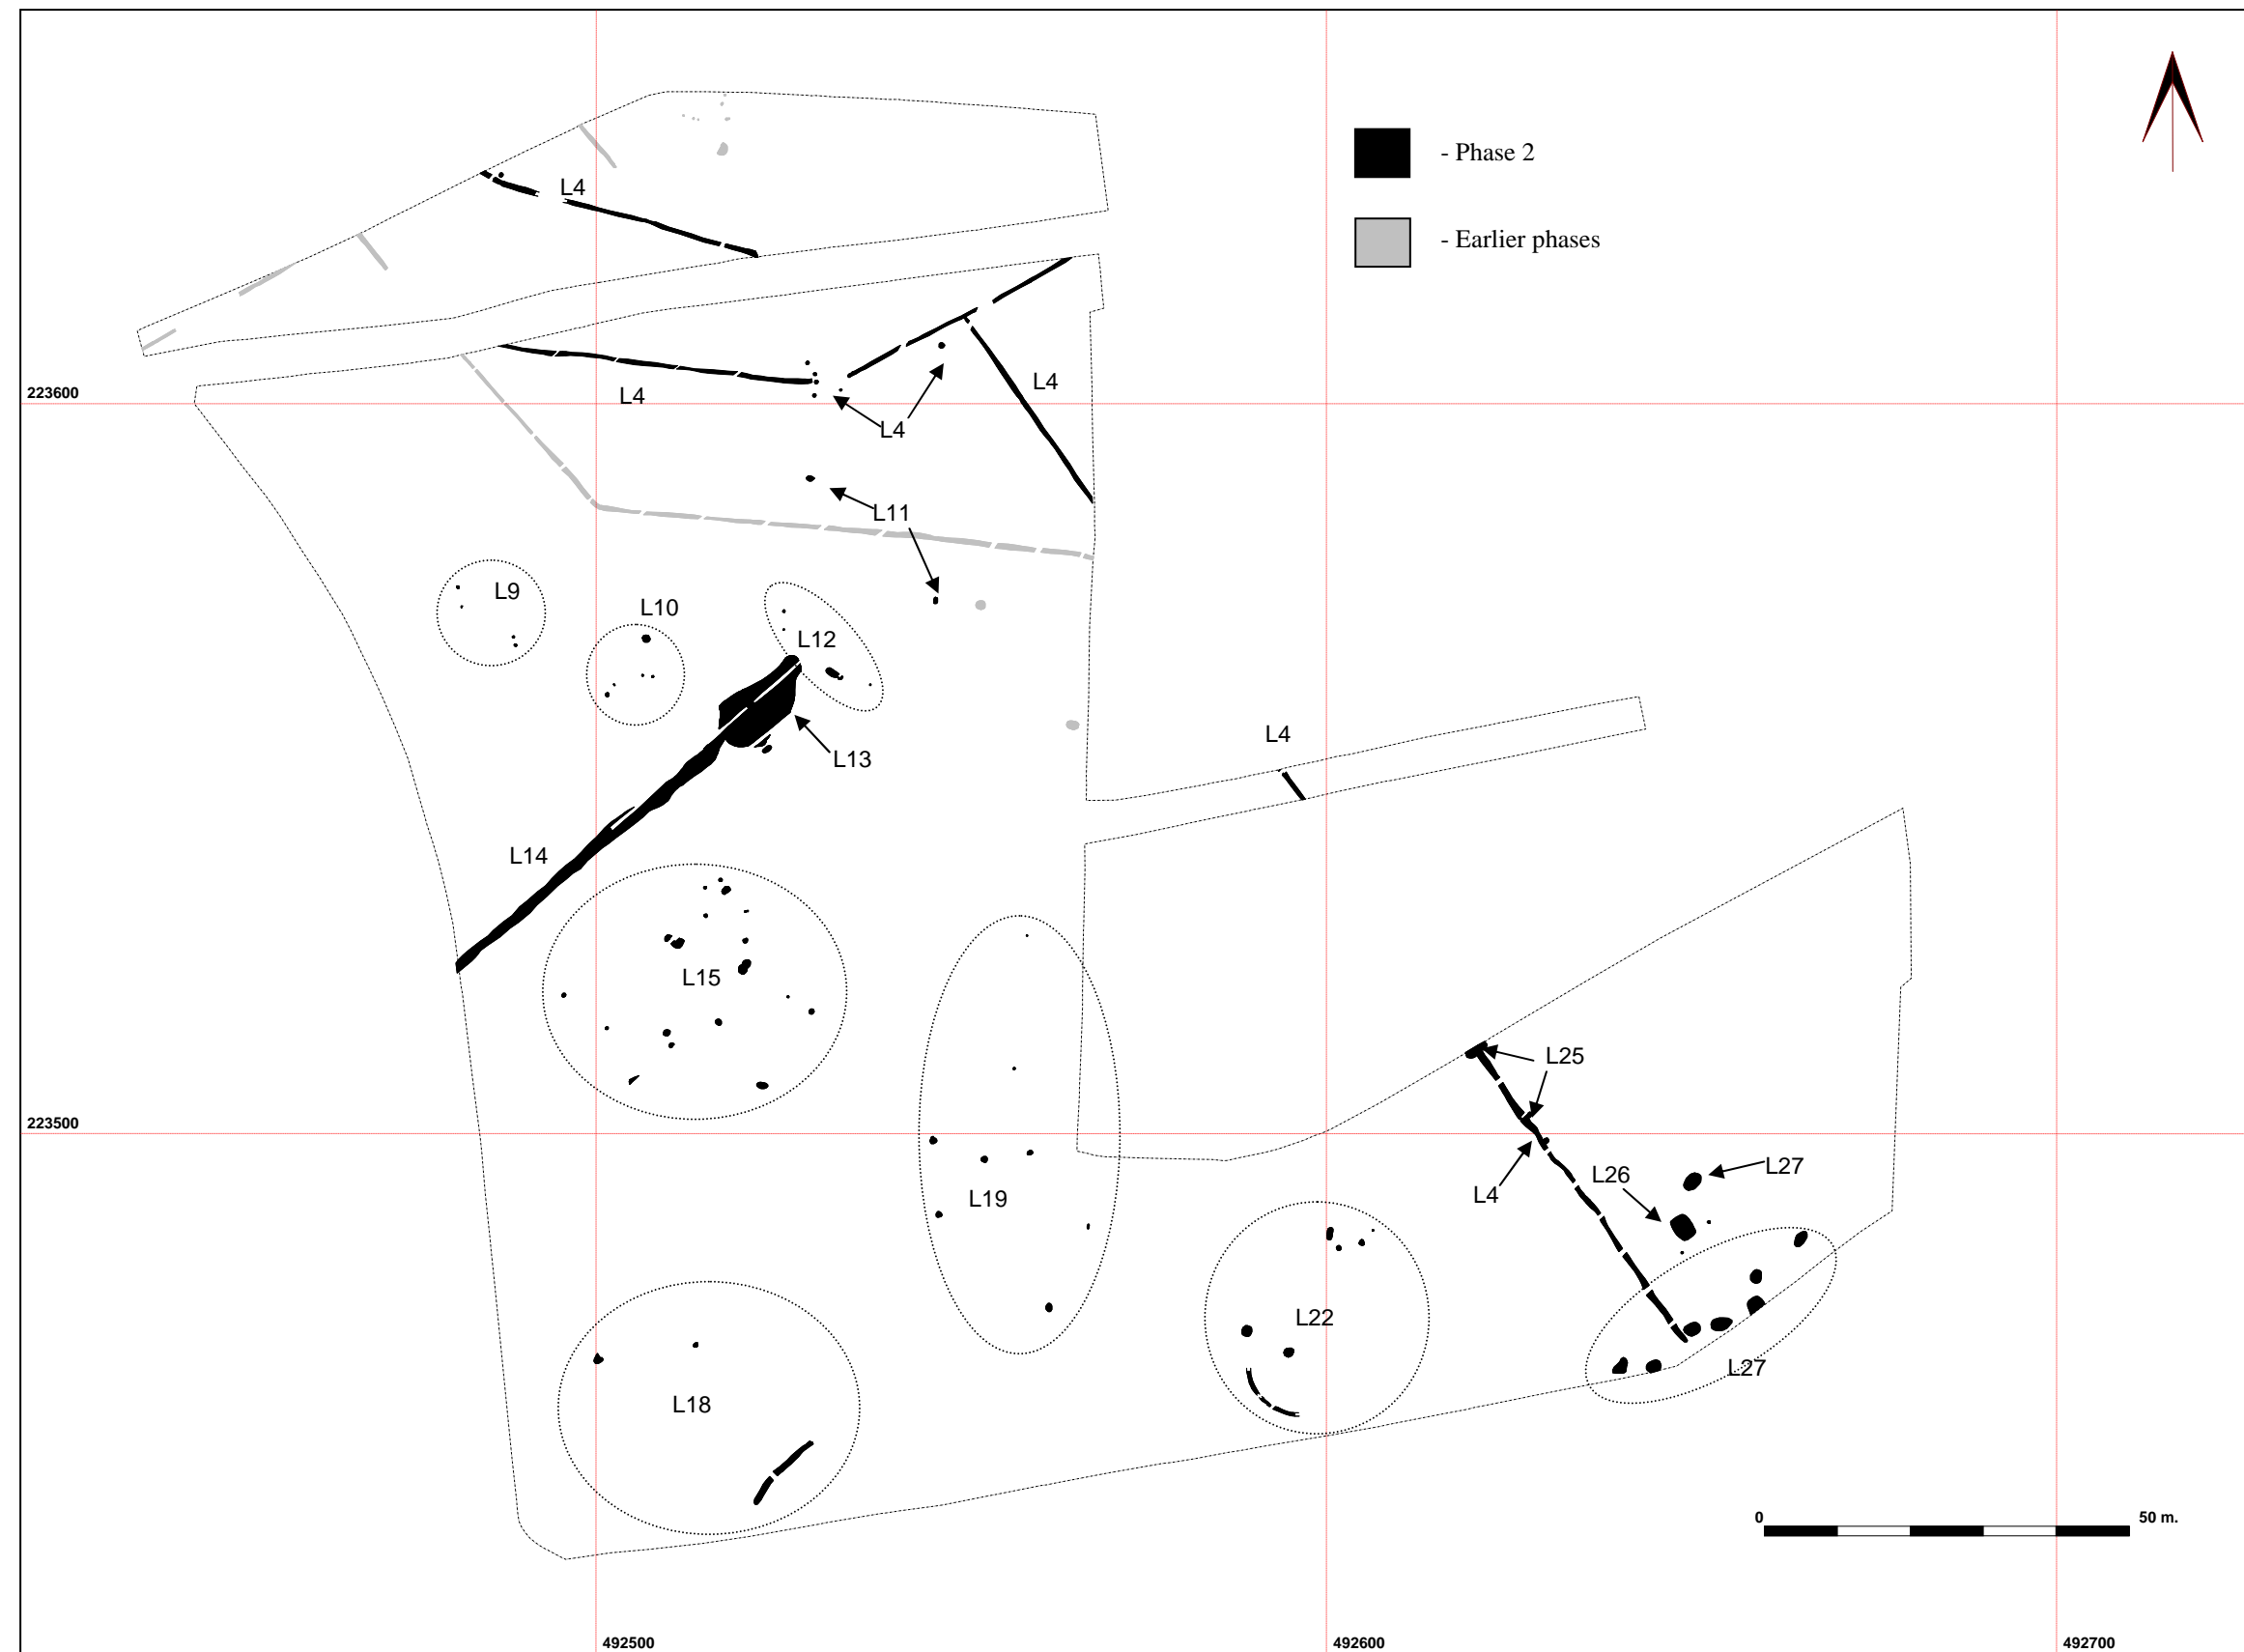 - Phase 2
L4
- Earlier phases
L4
223600
L4
L4
L11
L9
L10
L12
L4
L13
L14
L15
L25
223500
L27
L26
L4
L19
L22
L27
L18
0
50 m.
492500
492600
492700